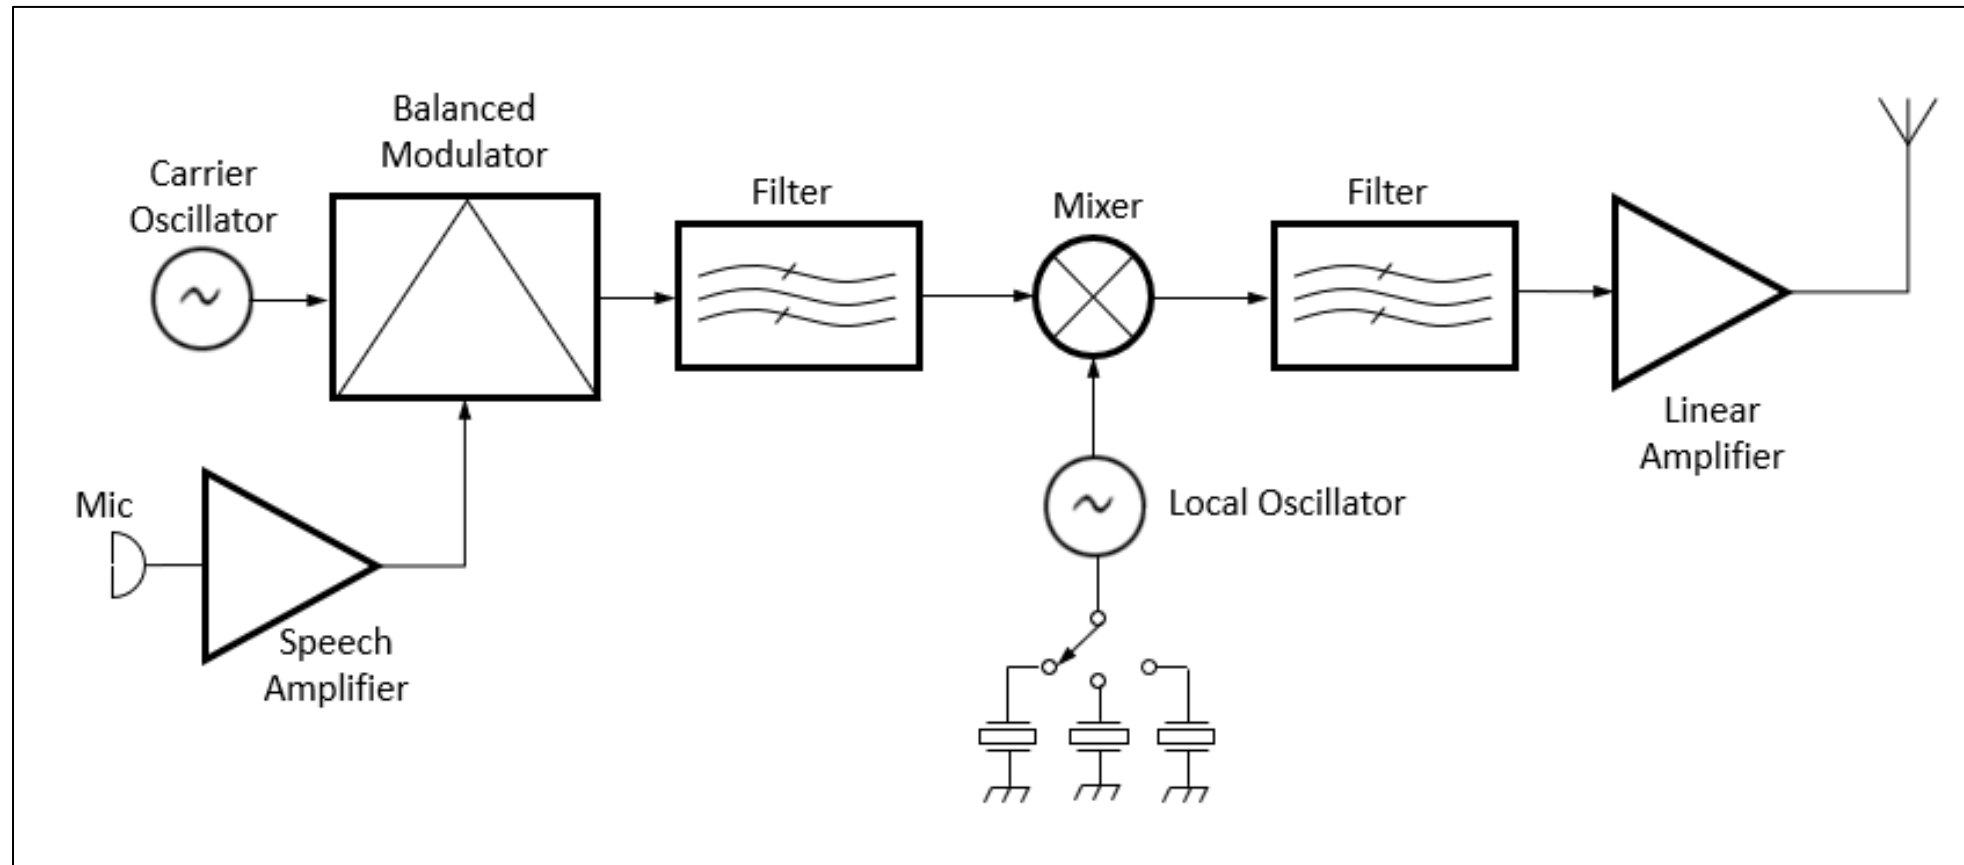 Balanced
Modulator
Carrier
Oscillator
Filter
Mixer
Filter
Linear
Amplifier
Local Oscillator
Mic
Speech
Amplifier